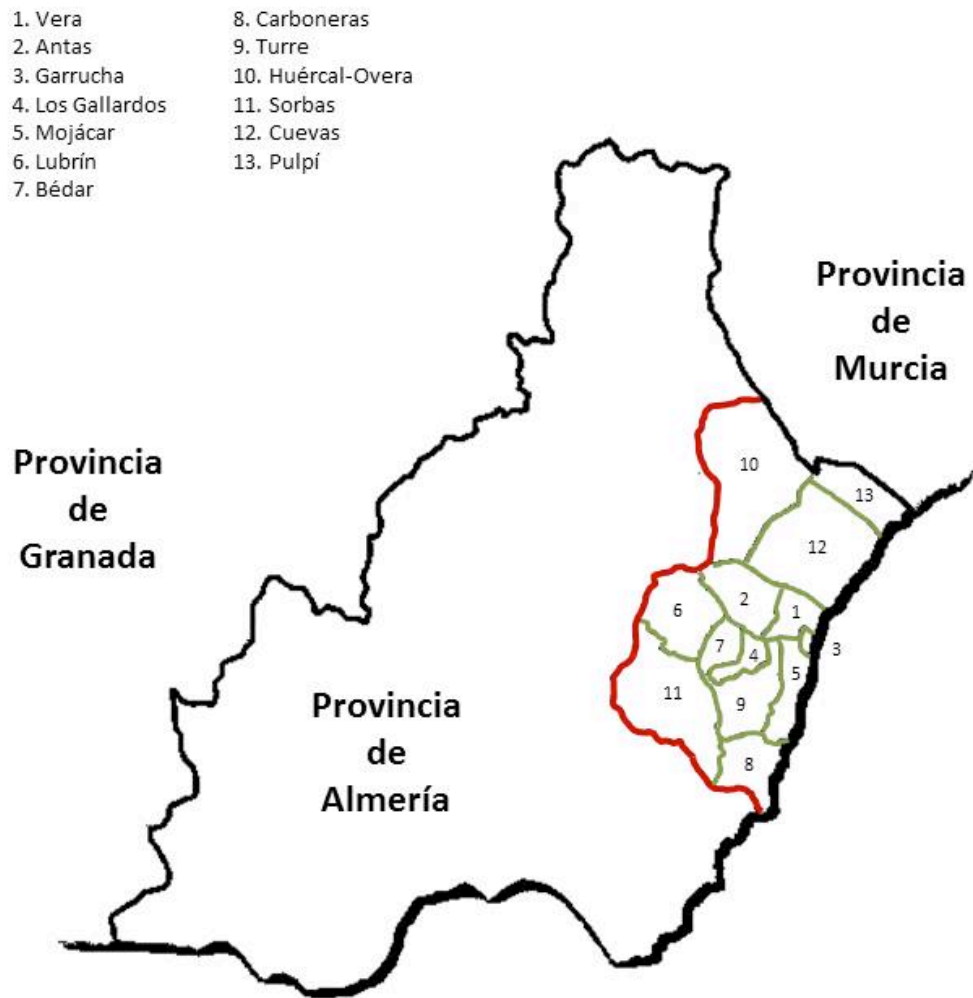 1. Vera
2. Antas
3. Garrucha
4. Los Gallardos
5. Mojácar
6. Lubrín
7. Bédar
8. Carboneras
9. Turre
10. Huércal-Overa
11. Sorbas
12. Cuevas
13. Pulpí
Provincia
de
Murcia
Provincia
de
Granada
Provincia
de
Almería
10
13
12
6
2
1
3
7
4
5
11
9
8